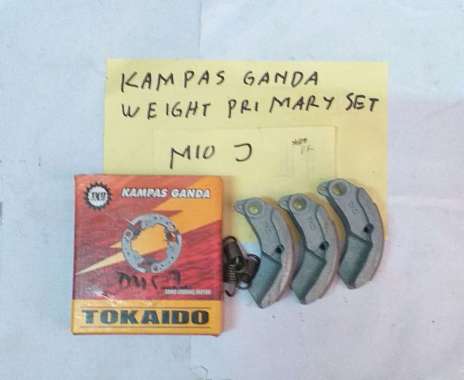 KAMPAS GANDA
WEIGHT PRIMARY SET
MIO J
KAMPAS GANDA
TOKAIDO